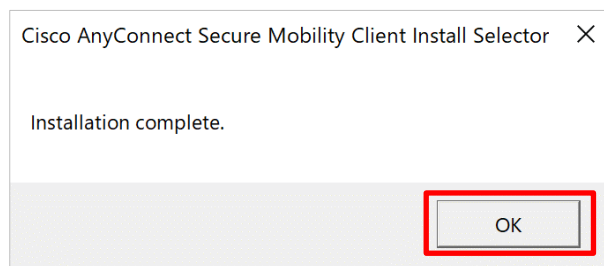 Cisco AnyConnect Secure Mobility Client Install Selector
Installation complete.
OK